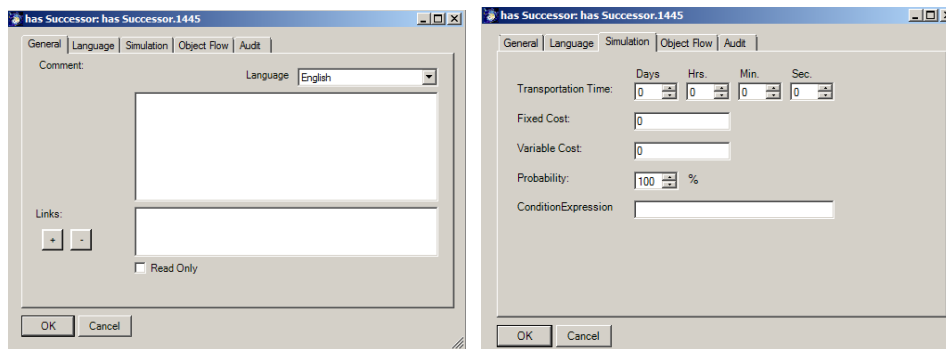 has Successor: has Successor.1445
General Language Simulation Object Flow Audit
Comment:
Language English
Links:
+ -
Read Only
OK Cancel
has Successor: has Successor.1445
General Language Simulation Object Flow Audit
Days Hrs. Min. Sec.
Transportation Time: 0 0 0 0
Fixed Cost: 0
Variable Cost: 0
Probability: 100 %
ConditionExpression
OK Cancel